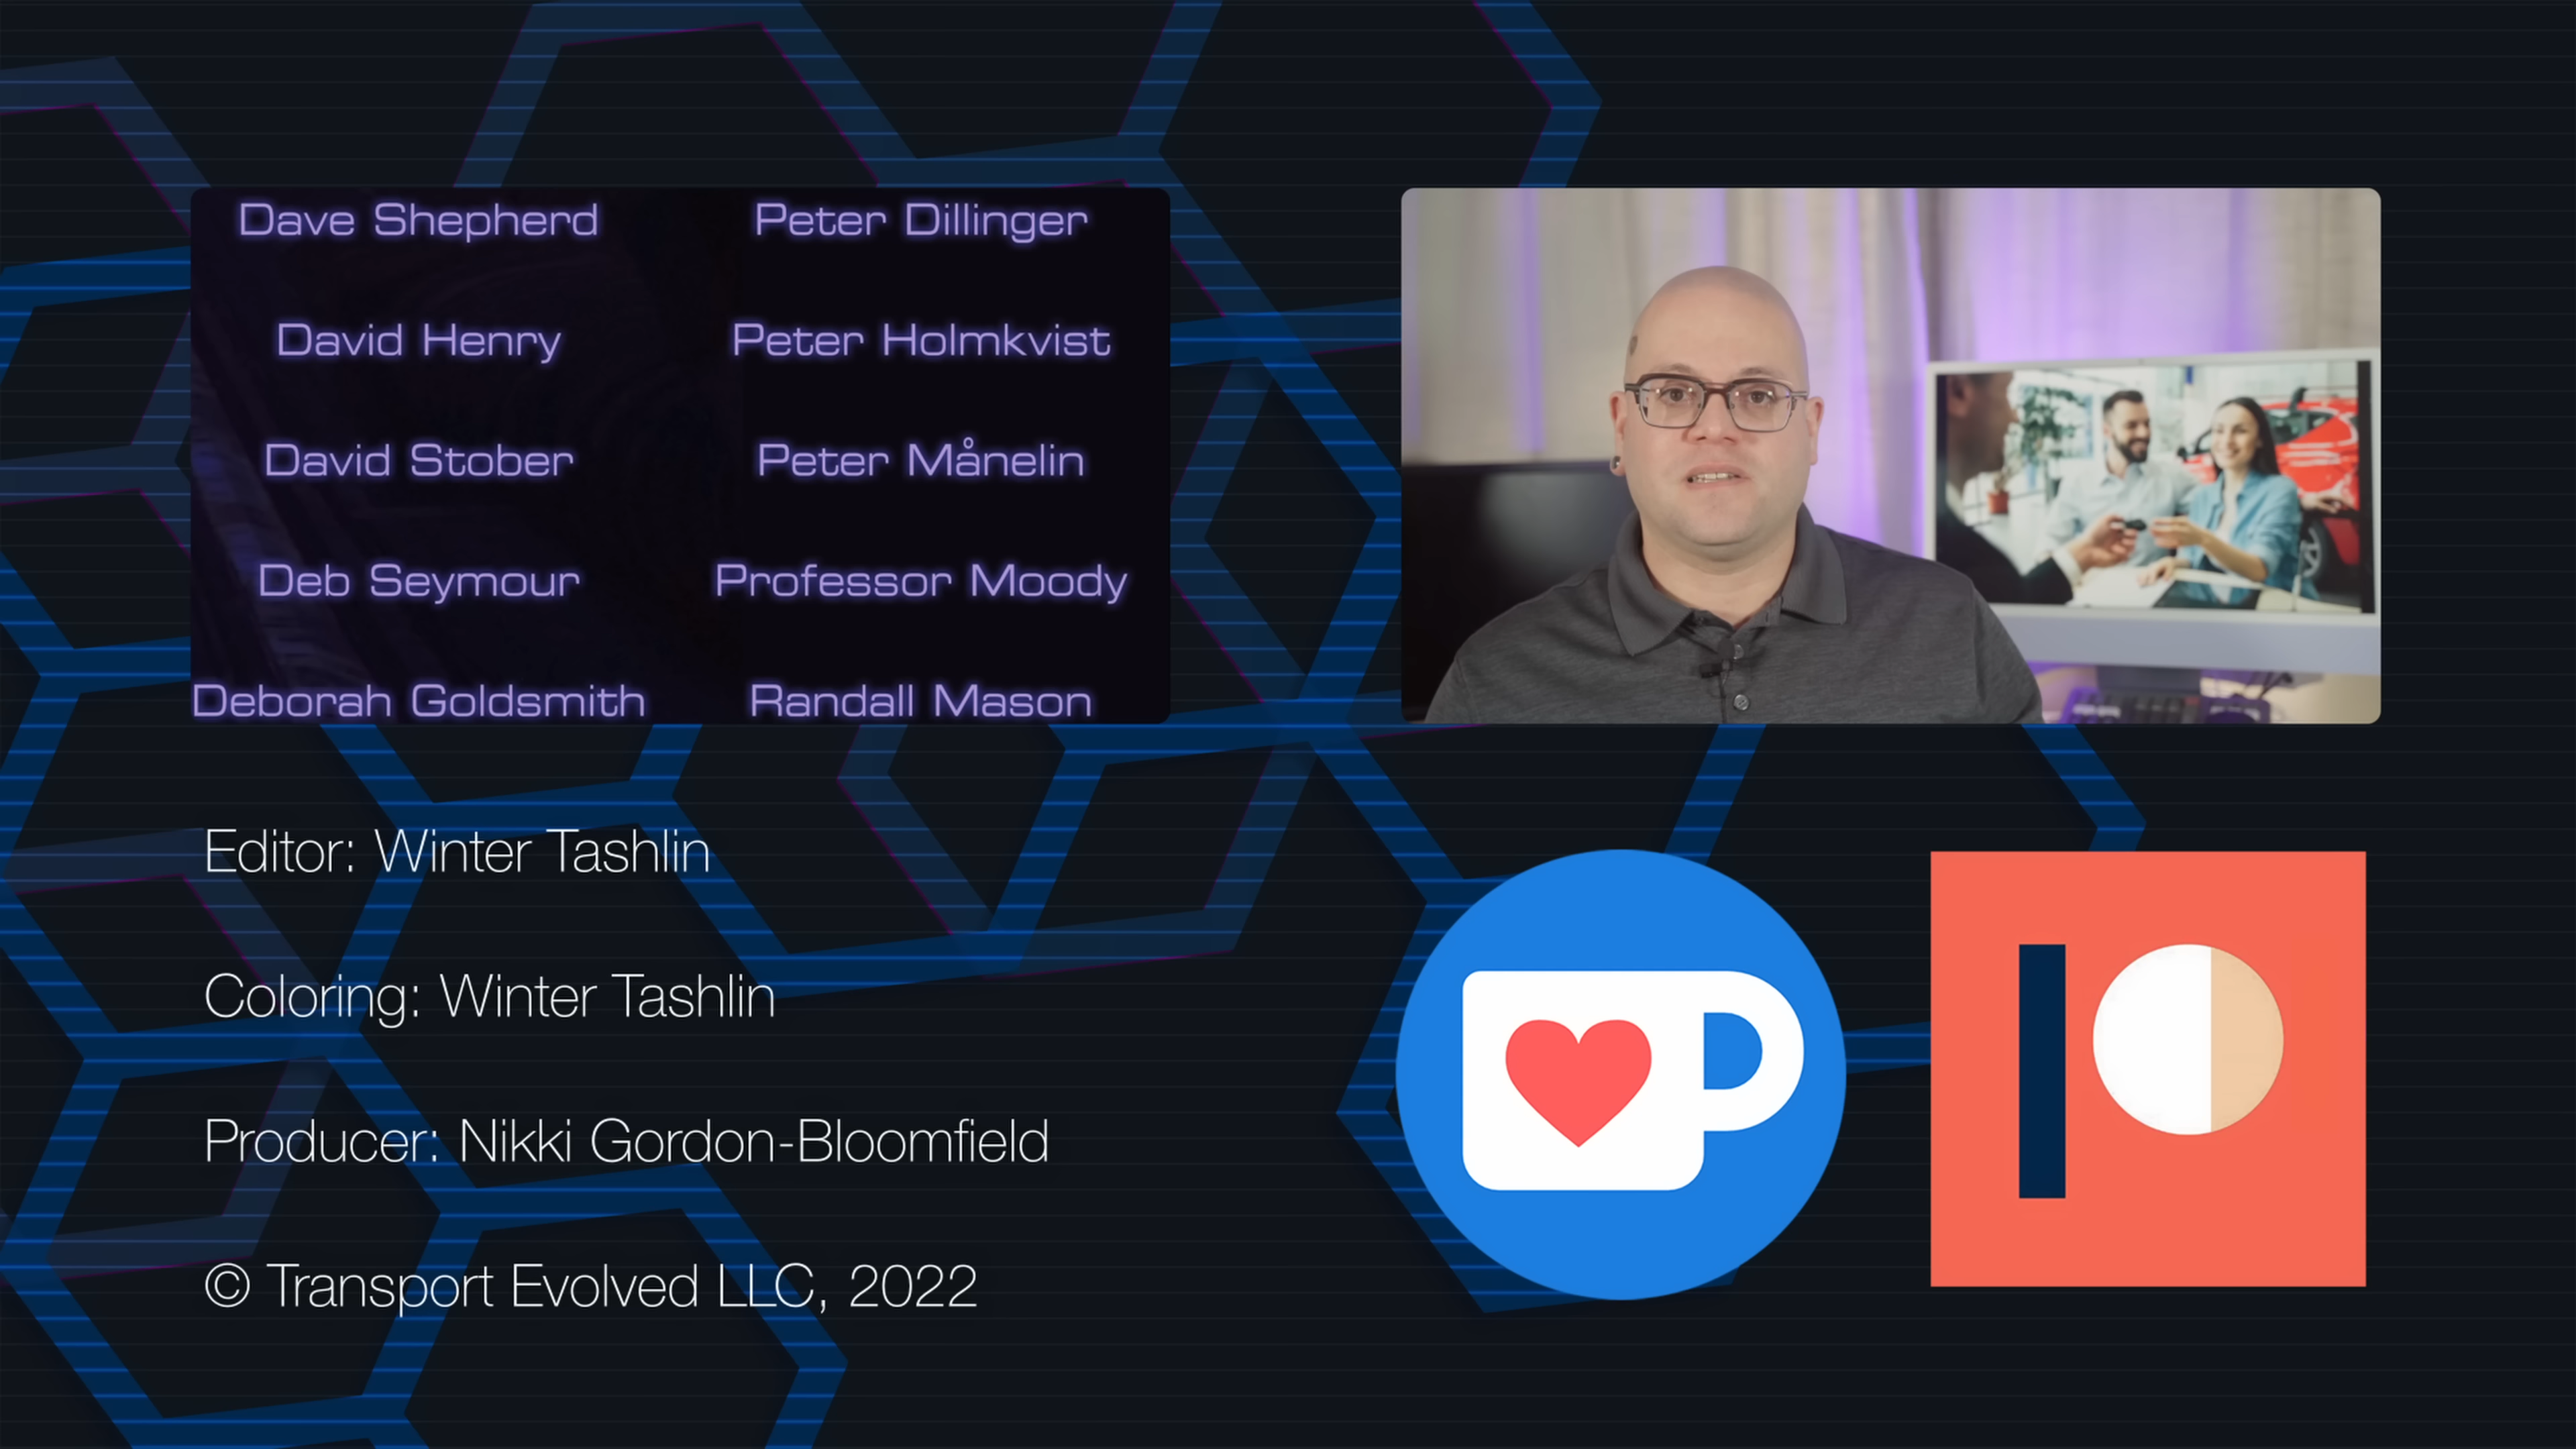 Dave Shepherd
Peter Dillinger
David Henry
Peter Holmkvist
David Stober
Peter Månelin
Deb Seymour
Professor Moody
Deborah Goldsmith
Randall Mason
Editor: Winter Tashlin
Coloring: Winter Tashlin
Producer: Nikki Gordon-Bloomfield
© Transport Evolved LLC, 2022